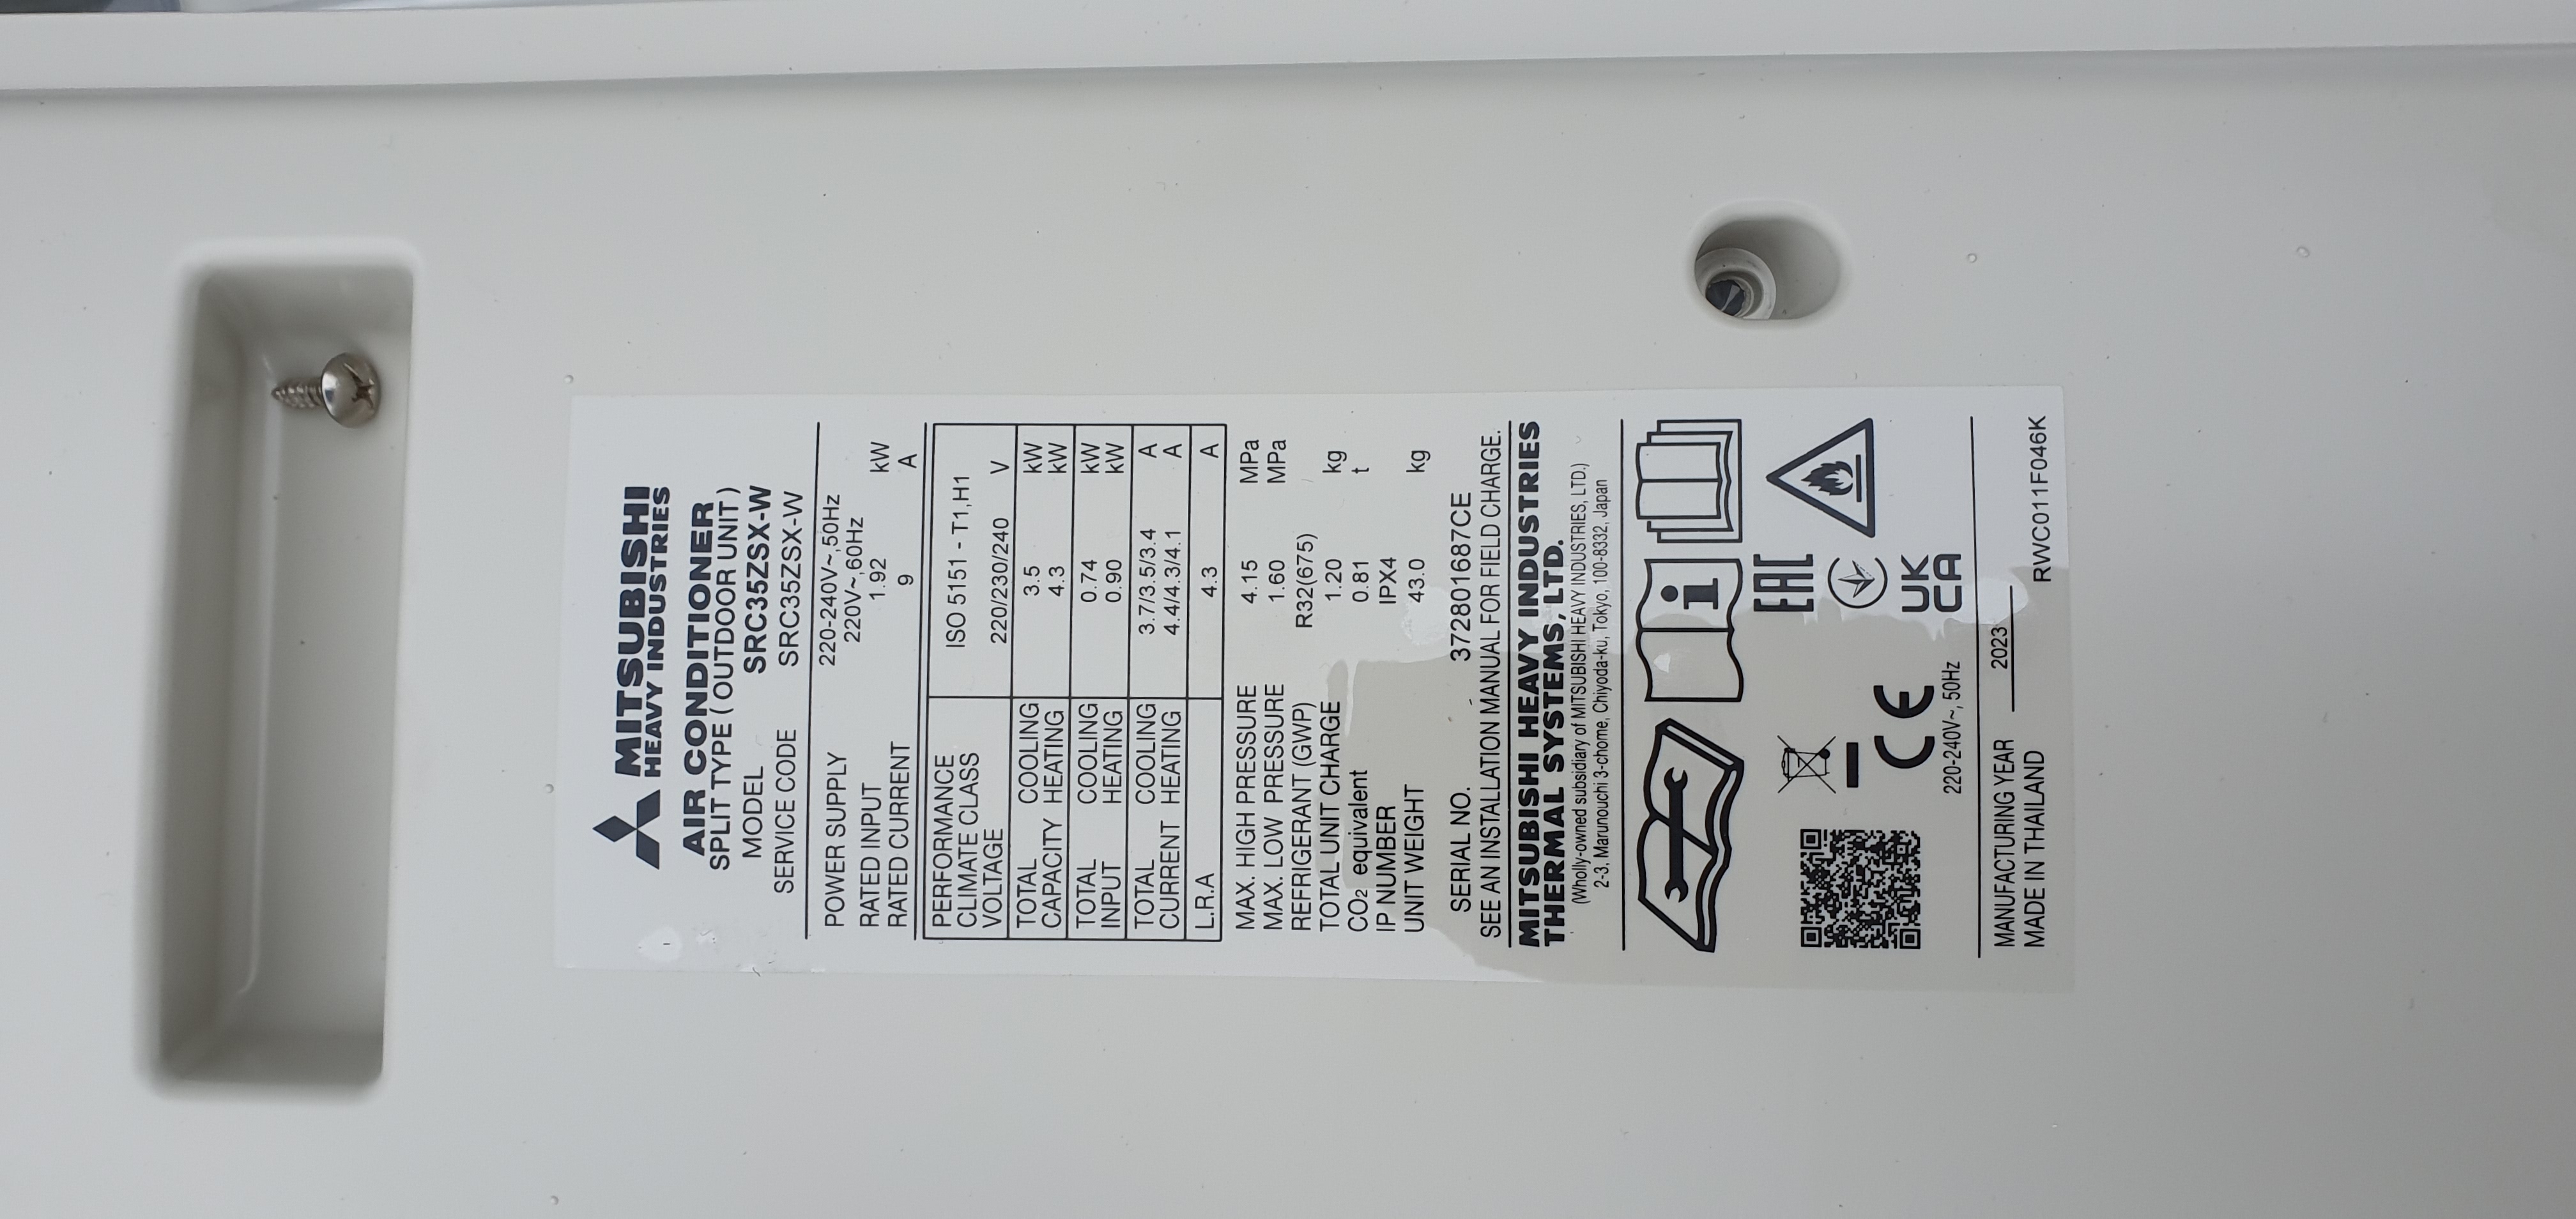 MITSUBISHI
HEAVY INDUSTRIES
AIR CONDITIONER
SPLIT TYPE ( OUTDOOR UNIT )
MODEL SRC35ZSX-W
SERVICE CODE SRC35ZSX-W
POWER SUPPLY 220-240V~,50Hz
220V~,60Hz
RATED INPUT 1.92 kW
RATED CURRENT 9 A
PERFORMANCE
CLIMATE CLASS ISO 5151 - T1,H1
VOLTAGE 220/230/240 V
TOTAL COOLING 3.5 kW
CAPACITY HEATING 4.3 kW
TOTAL COOLING 0.74 kW
INPUT HEATING 0.90 kW
TOTAL COOLING 3.7/3.5/3.4 A
CURRENT HEATING 4.4/4.3/4.1 A
L.R.A 4.3 A
MAX. HIGH PRESSURE 4.15 MPa
MAX. LOW PRESSURE 1.60 MPa
REFRIGERANT (GWP) R32(675)
TOTAL UNIT CHARGE 1.20 kg
CO2 equivalent 0.81 t
IP NUMBER IPX4
UNIT WEIGHT 43.0 kg
SERIAL NO. 372801687CE
SEE AN INSTALLATION MANUAL FOR FIELD CHARGE.
MITSUBISHI HEAVY INDUSTRIES
THERMAL SYSTEMS, LTD.
(Wholly-owned subsidiary of MITSUBISHI HEAVY INDUSTRIES, LTD.)
2-3, Marunouchi 3-chome, Chiyoda-ku, Tokyo, 100-8332, Japan
i
EAC
CE
UK
CA
220-240V~, 50Hz
MANUFACTURING YEAR 2023
MADE IN THAILAND RWC011F046K